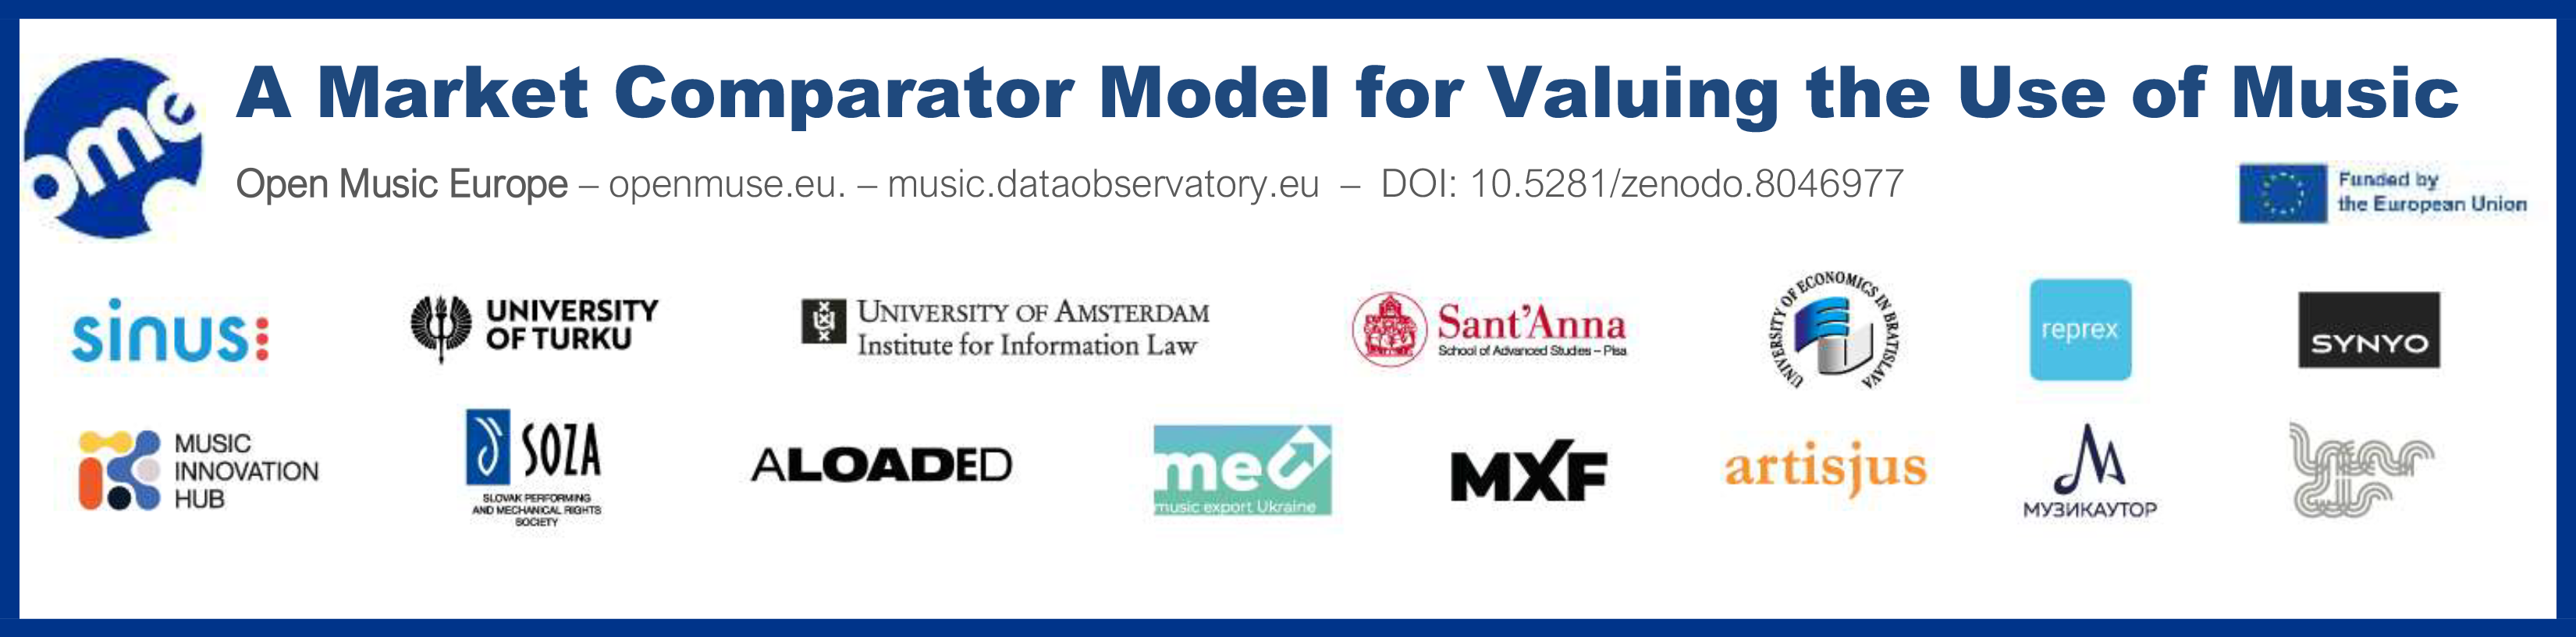 ome
A Market Comparator Model for Valuing the Use of Music
Open Music Europe – openmuse.eu. – music.dataobservatory.eu – DOI: 10.5281/zenodo.8046977
Funded by
the European Union
sinus:
UNIVERSITY
OF TURKU
UNIVERSITY OF AMSTERDAM
Institute for Information Law
Sant'Anna
School of Advanced Studies – Pisa
UNIVERSITY OF ECONOMICS IN BRATISLAVA
reprex
SYNYO
MUSIC
INNOVATION
HUB
SOZA
SLOVAK PERFORMING
AND MECHANICAL RIGHTS
SOCIETY
ALOADED
me
music export Ukraine
MXF
artisjus
МУЗИКАУТОР